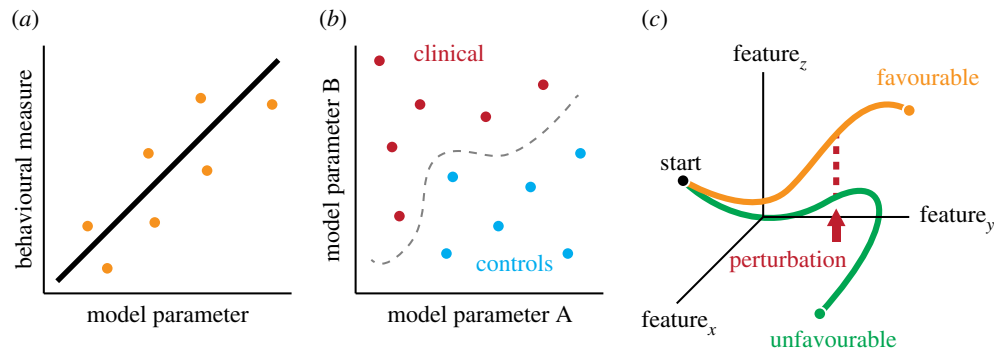 (a)
behavioural measure
model parameter
(b)
clinical
model parameter B
controls
model parameter A
(c)
feature_z
favourable
start
feature_y
perturbation
feature_x
unfavourable